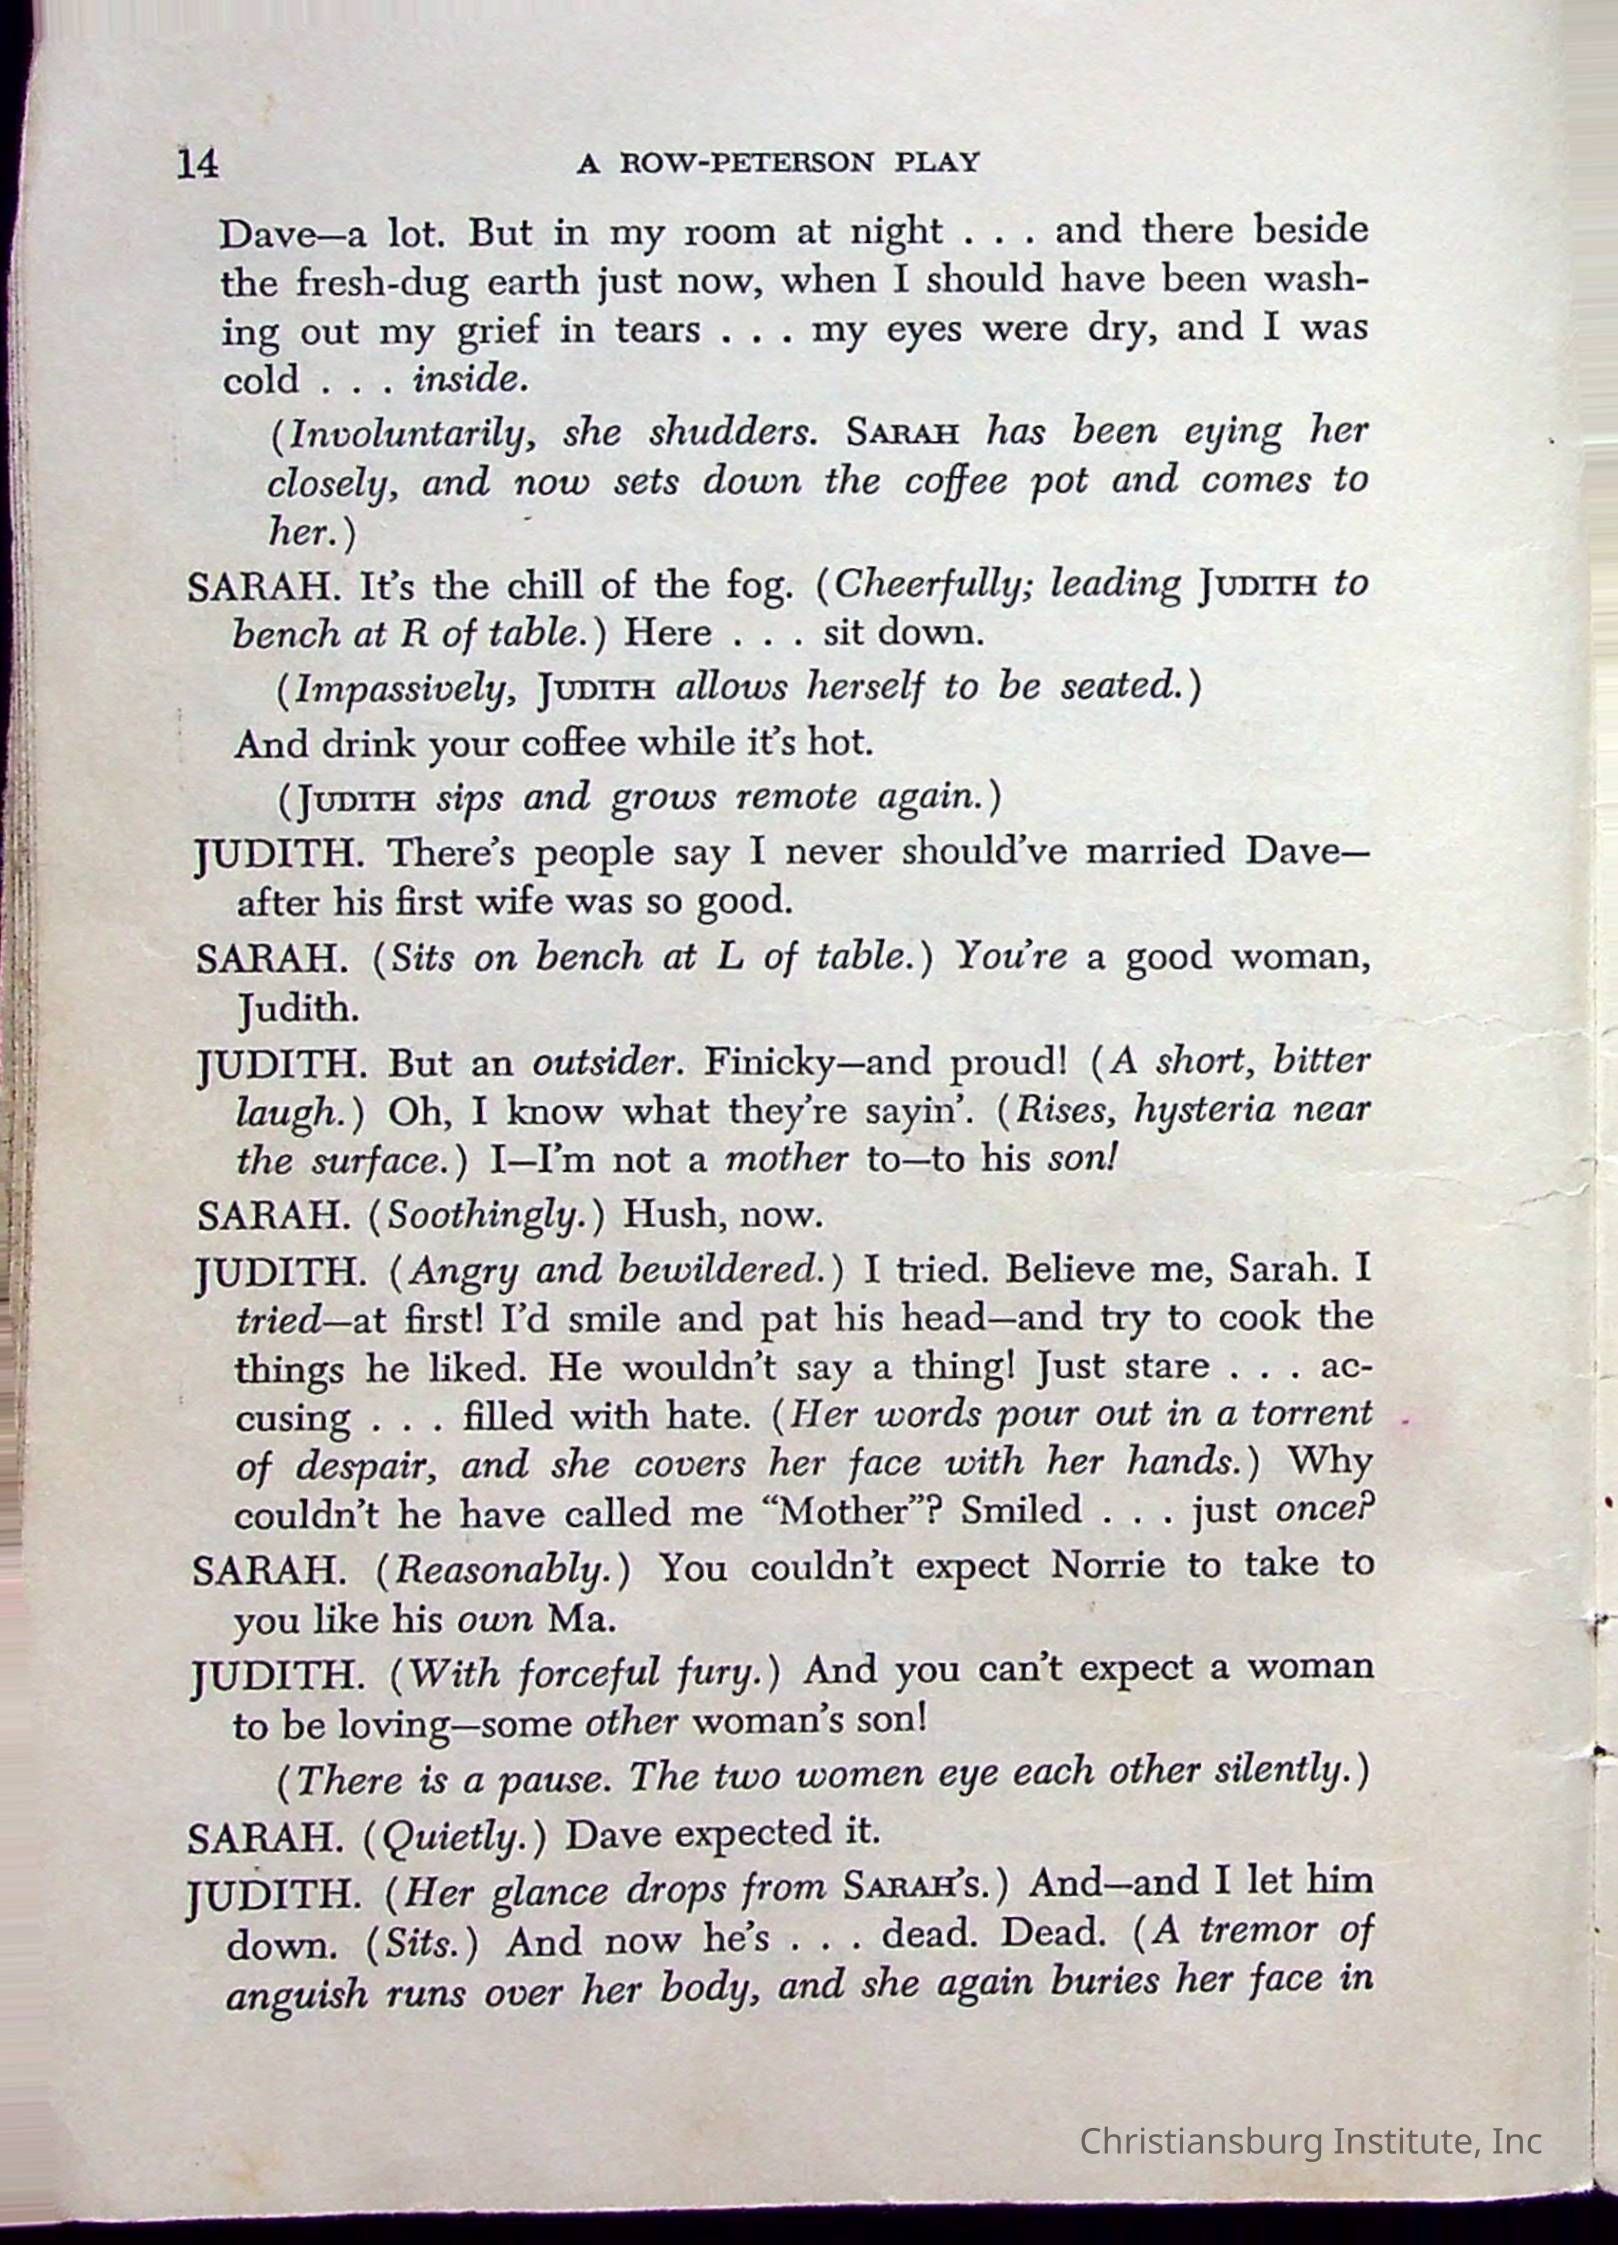 14 A ROW-PETERSON PLAY
Dave—a lot. But in my room at night . . . and there beside
the fresh-dug earth just now, when I should have been wash-
ing out my grief in tears . . . my eyes were dry, and I was
cold . . . inside.
(Involuntarily, she shudders. SARAH has been eying her
closely, and now sets down the coffee pot and comes to
her.)
SARAH. It's the chill of the fog. (Cheerfully; leading JUDITH to
bench at R of table.) Here . . . sit down.
(Impassively, JUDITH allows herself to be seated.)
And drink your coffee while it's hot.
(JUDITH sips and grows remote again.)
JUDITH. There's people say I never should've married Dave—
after his first wife was so good.
SARAH. (Sits on bench at L of table.) You're a good woman,
Judith.
JUDITH. But an outsider. Finicky—and proud! (A short, bitter
laugh.) Oh, I know what they're sayin'. (Rises, hysteria near
the surface.) I—I'm not a mother to—to his son!
SARAH. (Soothingly.) Hush, now.
JUDITH. (Angry and bewildered.) I tried. Believe me, Sarah. I
tried—at first! I'd smile and pat his head—and try to cook the
things he liked. He wouldn't say a thing! Just stare . . . ac-
cusing . . . filled with hate. (Her words pour out in a torrent
of despair, and she covers her face with her hands.) Why
couldn't he have called me “Mother”? Smiled . . . just once?
SARAH. (Reasonably.) You couldn't expect Norrie to take to
you like his own Ma.
JUDITH. (With forceful fury.) And you can't expect a woman
to be loving—some other woman's son!
(There is a pause. The two women eye each other silently.)
SARAH. (Quietly.) Dave expected it.
JUDITH. (Her glance drops from SARAH's.) And—and I let him
down. (Sits.) And now he's . . . dead. Dead. (A tremor of
anguish runs over her body, and she again buries her face in
Christiansburg Institute, Inc